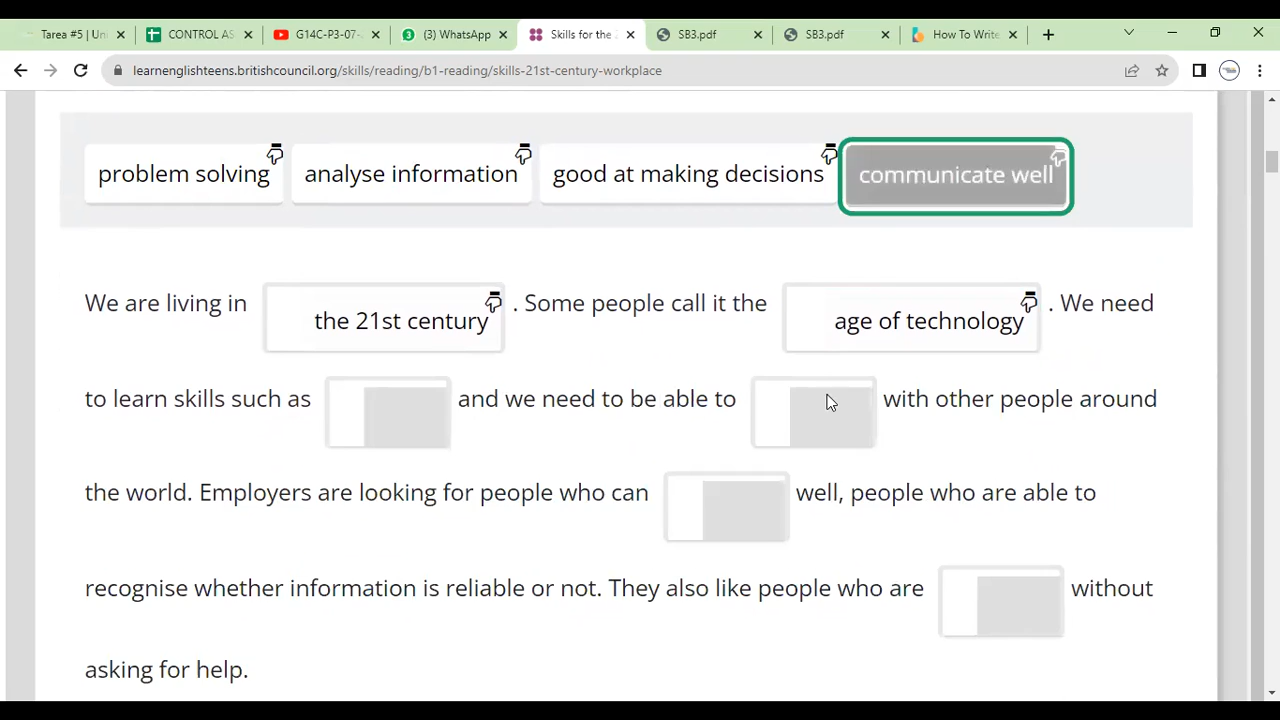 Tarea #5 | Un
CONTROL AS
G14C-P3-07-
(3) WhatsApp
Skills for the
SB3.pdf
SB3.pdf
How To Write
learnenglishteens.britishcouncil.org/skills/reading/b1-reading/skills-21st-century-workplace
problem solving analyse information good at making decisions communicate well
We are living in the 21st century . Some people call it the age of technology . We need
to learn skills such as and we need to be able to with other people around
the world. Employers are looking for people who can well, people who are able to
recognise whether information is reliable or not. They also like people who are without
asking for help.